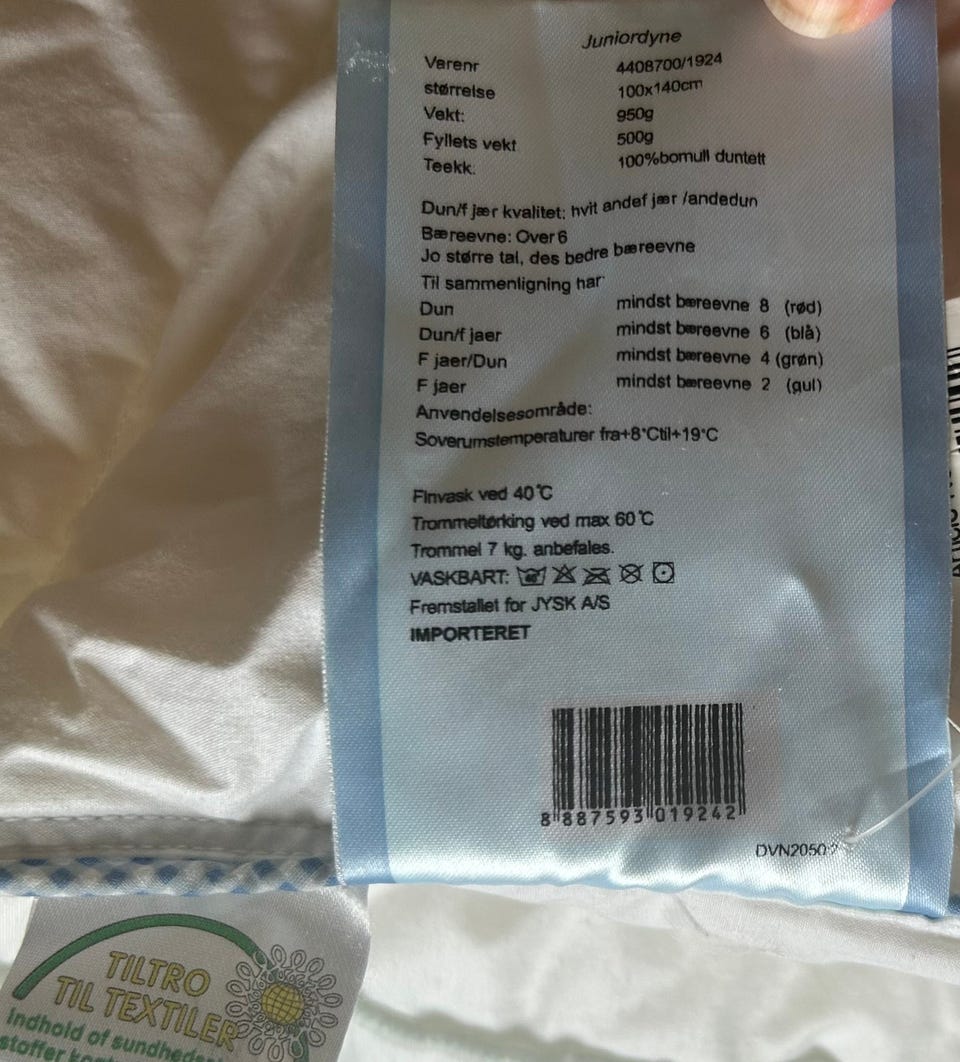 Juniordyne
Varenr 4408700/1924
størrelse 100x140cm
Vekt: 950g
Fyllets vekt 500g
Teekk: 100%bomull duntett
Dun/f jær kvalitet: hvit andef jær /andedun
Bæreevne: Over 6
Jo større tal, des bedre bæreevne
Til sammenligning har
Dun mindst bæreevne 8 (rød)
Dun/f jaer mindst bæreevne 6 (blå)
F jaer/Dun mindst bæreevne 4 (grøn)
F jaer mindst bæreevne 2 (gul)
Anvendelsesområde:
Soverumstemperaturer fra+8°Ctil+19°C
Finvask ved 40℃
Trommeltørking ved max 60℃
Trommel 7 kg. anbefales.
VASKBART:
Fremstallet for JYSK A/S
IMPORTERET
8 887593 019242
DVN2050
TILTRO
TIL TEXTILER
Indhold of
stoffer